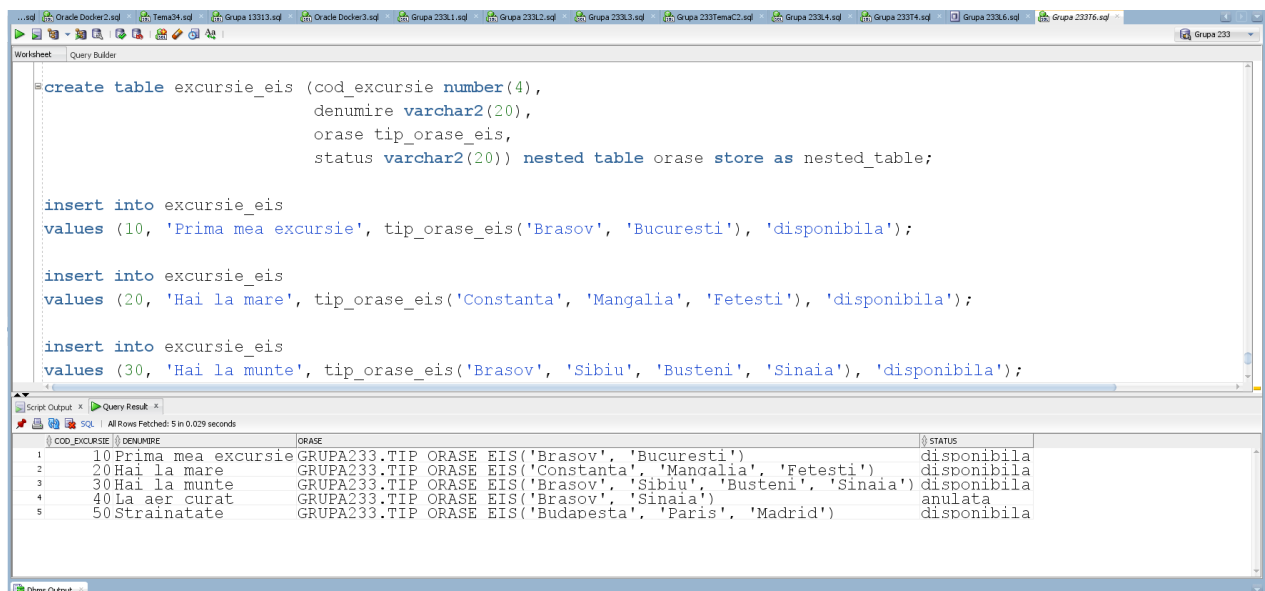 ...sql Oracle Docker2.sql Tema34.sql Grupa 13313.sql Oracle Docker3.sql Grupa 233L1.sql Grupa 233L2.sql Grupa 233L3.sql Grupa 233TemaC2.sql Grupa 233L4.sql Grupa 233T4.sql Grupa 233L6.sql Grupa 233T6.sql
Grupa 233
Worksheet Query Builder
create table excursie_eis (cod_excursie number(4),
denumire varchar2(20),
orase tip_orase_eis,
status varchar2(20)) nested table orase store as nested_table;
insert into excursie_eis
values (10, 'Prima mea excursie', tip_orase_eis('Brasov', 'Bucuresti'), 'disponibila');
insert into excursie_eis
values (20, 'Hai la mare', tip_orase_eis('Constanta', 'Mangalia', 'Fetesti'), 'disponibila');
insert into excursie_eis
values (30, 'Hai la munte', tip_orase_eis('Brasov', 'Sibiu', 'Busteni', 'Sinaia'), 'disponibila');
Script Output x Query Result x
SQL | All Rows Fetched: 5 in 0.029 seconds
COD_EXCURSIE DENUMIRE ORASE STATUS
1 10 Prima mea excursie GRUPA233.TIP_ORASE_EIS('Brasov', 'Bucuresti') disponibila
2 20 Hai la mare GRUPA233.TIP_ORASE_EIS('Constanta', 'Mangalia', 'Fetesti') disponibila
3 30 Hai la munte GRUPA233.TIP_ORASE_EIS('Brasov', 'Sibiu', 'Busteni', 'Sinaia') disponibila
4 40 La aer curat GRUPA233.TIP_ORASE_EIS('Brasov', 'Sinaia') anulata
5 50 Strainatate GRUPA233.TIP_ORASE_EIS('Budapesta', 'Paris', 'Madrid') disponibila
Dbms Output x